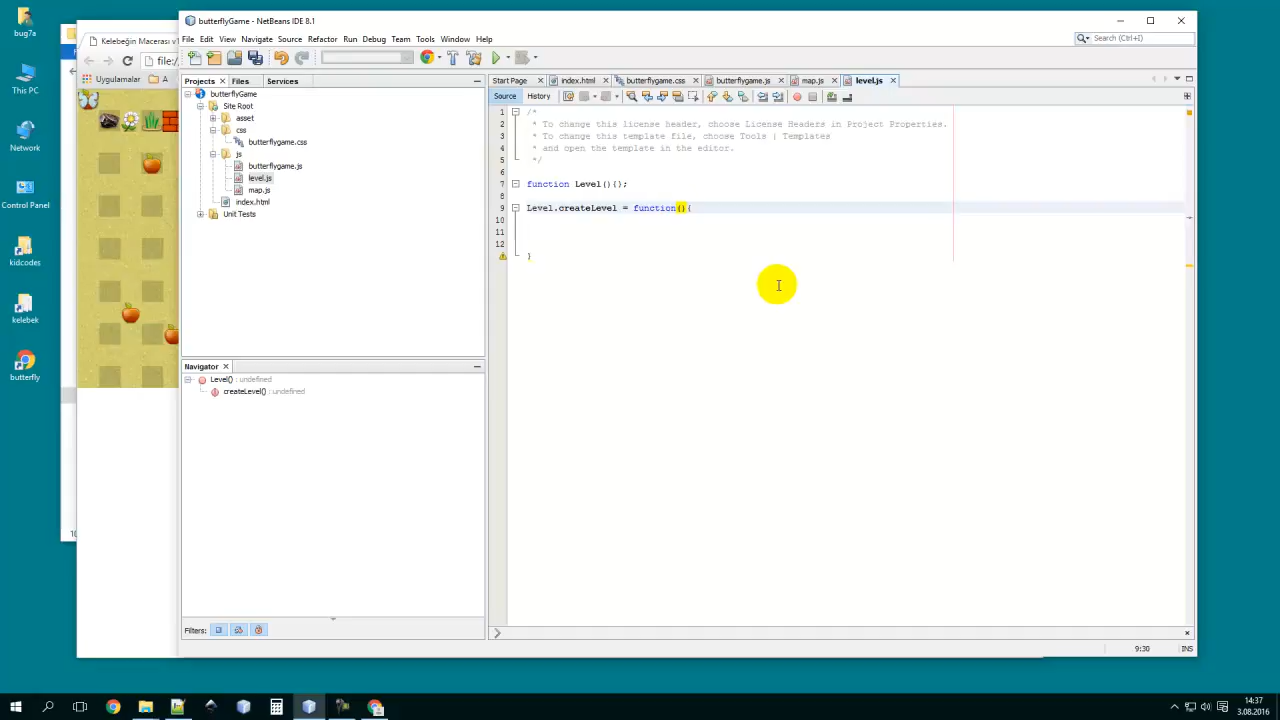 bug7a
This PC
Network
Control Panel
kidcodes
kelebek
butterfly
Kelebeğin Macerası v1
file:/
Uygulamalar
A
butterflyGame - NetBeans IDE 8.1
File Edit View Navigate Source Refactor Run Debug Team Tools Window Help
Search (Ctrl+I)
Projects Files Services
butterflyGame
Site Root
asset
css
butterflygame.css
js
butterflygame.js
level.js
map.js
index.html
Unit Tests
Navigator
Level() : undefined
createLevel() : undefined
Filters:
Start Page index.html butterflygame.css butterflygame.js map.js level.js
Source History
1 /*
2 * To change this license header, choose License Headers in Project Properties.
3 * To change this template file, choose Tools | Templates
4 * and open the template in the editor.
5 */
6
7 function Level(){};
8
9 Level.createLevel = function(){
10
11
12
}
9:30 INS
14:37
3.08.2016